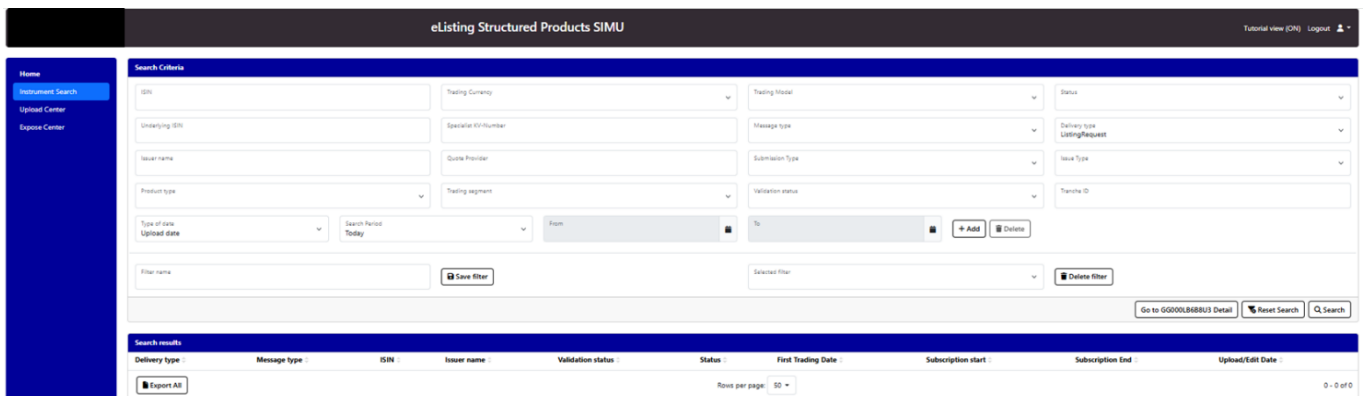 eListing Structured Products SIMU
Tutorial view (ON) Logout
Home
Instrument Search
Upload Center
Expose Center
Search Criteria
ISIN Trading Currency Trading Model Status
Underlying ISIN Specialist KV-Number Message type Delivery type
ListingRequest
Issuer name Quote Provider Submission Type Issue Type
Product type Trading segment Validation status Tranche ID
Type of date Search Period From To
Upload date Today + Add Delete
Filter name Save filter Selected filter Delete filter
Go to GG000LB6B8U3 Detail Reset Search Search
Search results
Delivery type Message type ISIN Issuer name Validation status Status First Trading Date Subscription start Subscription End Upload/Edit Date
Export All Rows per page: 50 0 - 0 of 0